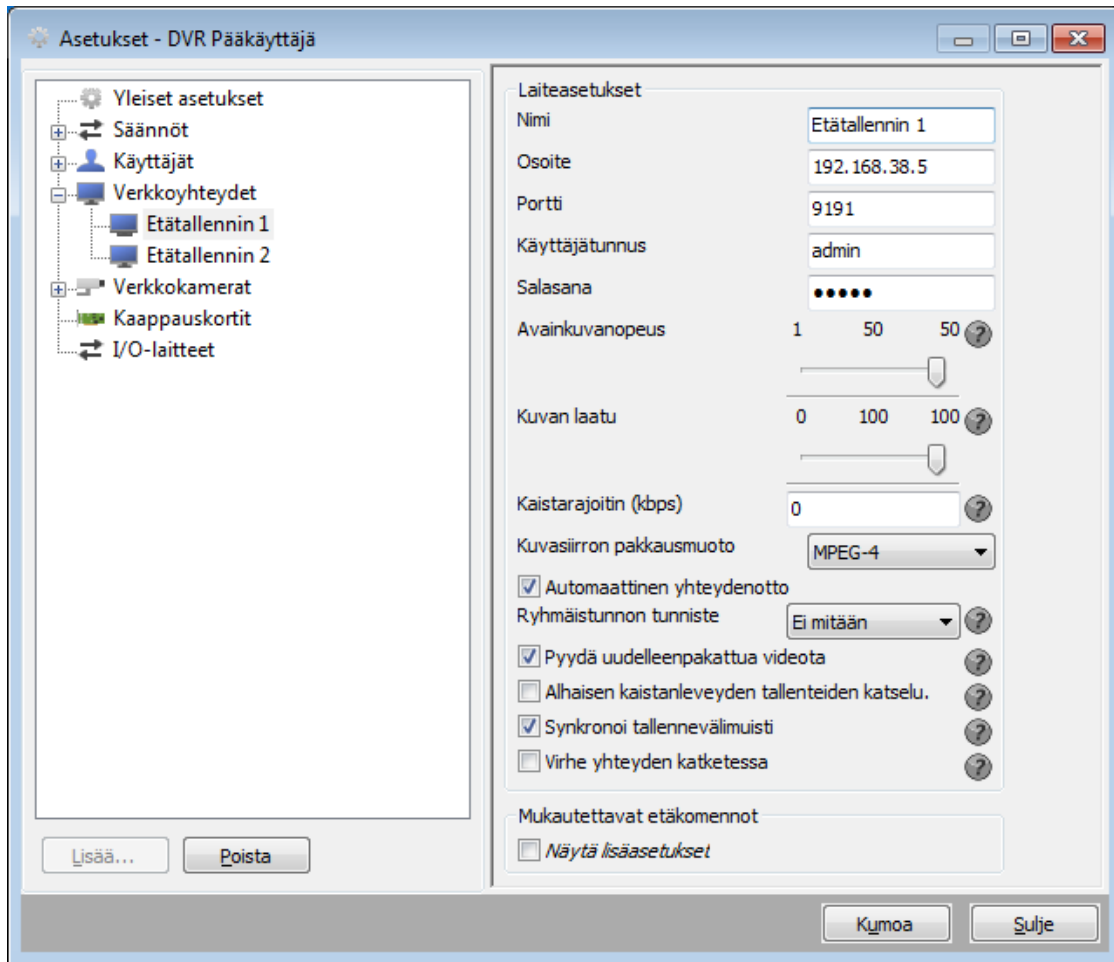 Asetukset - DVR Pääkäyttäjä
Yleiset asetukset
Säännöt
Käyttäjät
Verkkoyhteydet
Etätallennin 1
Etätallennin 2
Verkkokamerat
Kaappauskortit
I/O-laitteet
Lisää...
Poista
Laiteasetukset
Nimi Etätallennin 1
Osoite 192.168.38.5
Portti 9191
Käyttäjätunnus admin
Salasana •••••
Avainkuvanopeus 1 50 50 ?
Kuvan laatu 0 100 100 ?
Kaistarajoitin (kbps) 0 ?
Kuvasiirron pakkausmuoto MPEG-4
Automaattinen yhteydenotto
Ryhmäistunnon tunniste Ei mitään ?
Pyydä uudelleenpakattua videota ?
Alhaisen kaistanleveyden tallenteiden katselu. ?
Synkronoi tallennevälimuisti ?
Virhe yhteyden katketessa ?
Mukautettavat etäkomennot
Näytä lisäasetukset
Kumoa Sulje